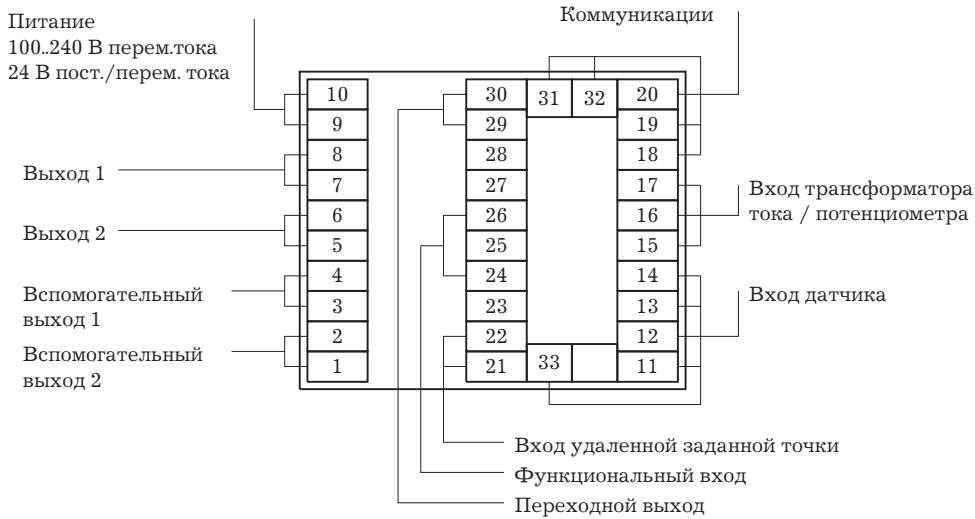 Питание
100..240 В перем.тока
24 В пост./перем. тока
Коммуникации
10
9
8
7
6
5
4
3
2
1
30
29
28
27
26
25
24
23
22
21
31
32
33
20
19
18
17
16
15
14
13
12
11
Выход 1
Выход 2
Вспомогательный
выход 1
Вспомогательный
выход 2
Вход трансформатора
тока / потенциометра
Вход датчика
Вход удаленной заданной точки
Функциональный вход
Переходной выход